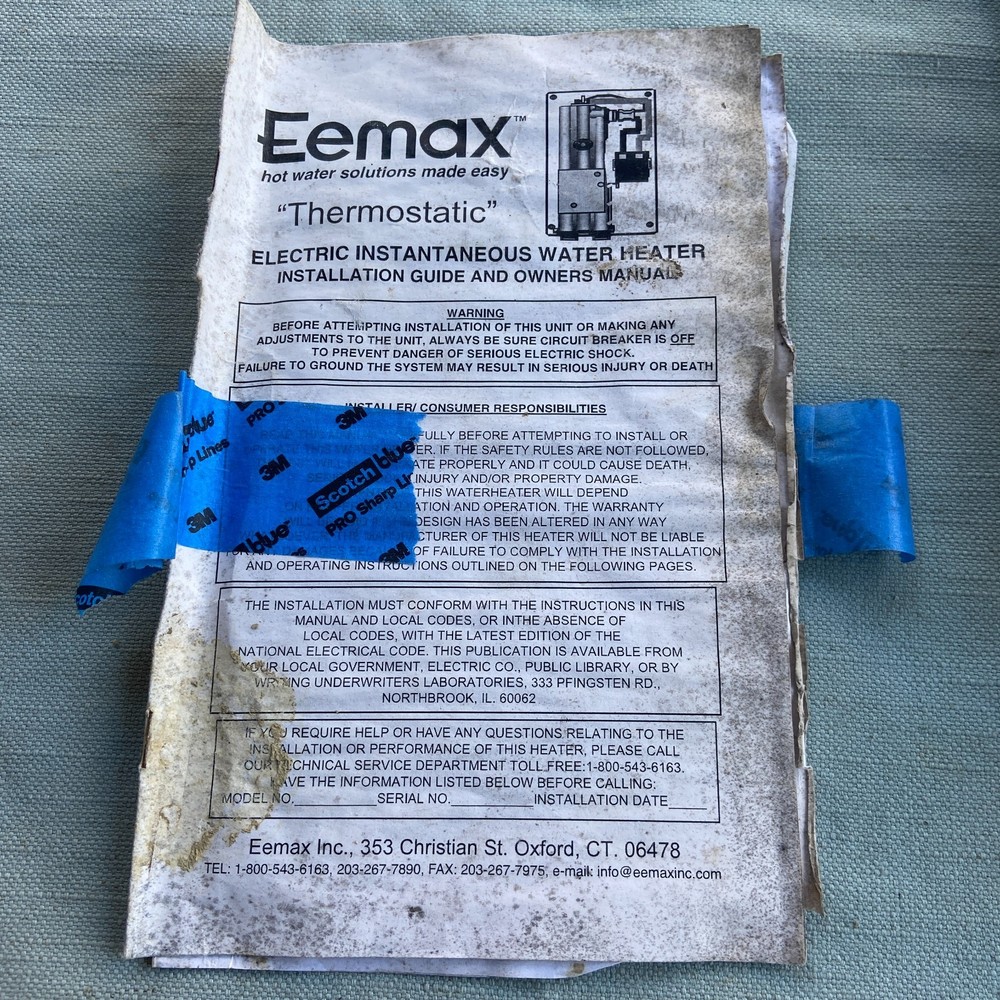 Eemax™
hot water solutions made easy
"Thermostatic"
ELECTRIC INSTANTANEOUS WATER HEATER
INSTALLATION GUIDE AND OWNERS MANUAL
WARNING
BEFORE ATTEMPTING INSTALLATION OF THIS UNIT OR MAKING ANY
ADJUSTMENTS TO THE UNIT, ALWAYS BE SURE CIRCUIT BREAKER IS OFF
TO PREVENT DANGER OF SERIOUS ELECTRIC SHOCK.
FAILURE TO GROUND THE SYSTEM MAY RESULT IN SERIOUS INJURY OR DEATH
INSTALLER/ CONSUMER RESPONSIBILITIES
FULLY BEFORE ATTEMPTING TO INSTALL OR
ER. IF THE SAFETY RULES ARE NOT FOLLOWED,
ATE PROPERLY AND IT COULD CAUSE DEATH,
INJURY AND/OR PROPERTY DAMAGE.
THIS WATERHEATER WILL DEPEND
ON AND OPERATION. THE WARRANTY
DESIGN HAS BEEN ALTERED IN ANY WAY
CTURER OF THIS HEATER WILL NOT BE LIABLE
OF FAILURE TO COMPLY WITH THE INSTALLATION
AND OPERATING INSTRUCTIONS OUTLINED ON THE FOLLOWING PAGES.
PRO
3M
blue
p Lines
3M
Scotch blue
PRO Sharp Li
3M
blue
3M
THE INSTALLATION MUST CONFORM WITH THE INSTRUCTIONS IN THIS
MANUAL AND LOCAL CODES, OR INTHE ABSENCE OF
LOCAL CODES, WITH THE LATEST EDITION OF THE
NATIONAL ELECTRICAL CODE. THIS PUBLICATION IS AVAILABLE FROM
YOUR LOCAL GOVERNMENT, ELECTRIC CO., PUBLIC LIBRARY, OR BY
WRITING UNDERWRITERS LABORATORIES, 333 PFINGSTEN RD.,
NORTHBROOK, IL. 60062
IF YOU REQUIRE HELP OR HAVE ANY QUESTIONS RELATING TO THE
INSTALLATION OR PERFORMANCE OF THIS HEATER, PLEASE CALL
OUR TECHNICAL SERVICE DEPARTMENT TOLL FREE:1-800-543-6163.
HAVE THE INFORMATION LISTED BELOW BEFORE CALLING:
MODEL NO.__________ SERIAL NO.__________ INSTALLATION DATE_____
Eemax Inc., 353 Christian St. Oxford, CT. 06478
TEL: 1-800-543-6163, 203-267-7890, FAX: 203-267-7975, e-mail: info@eemaxinc.com